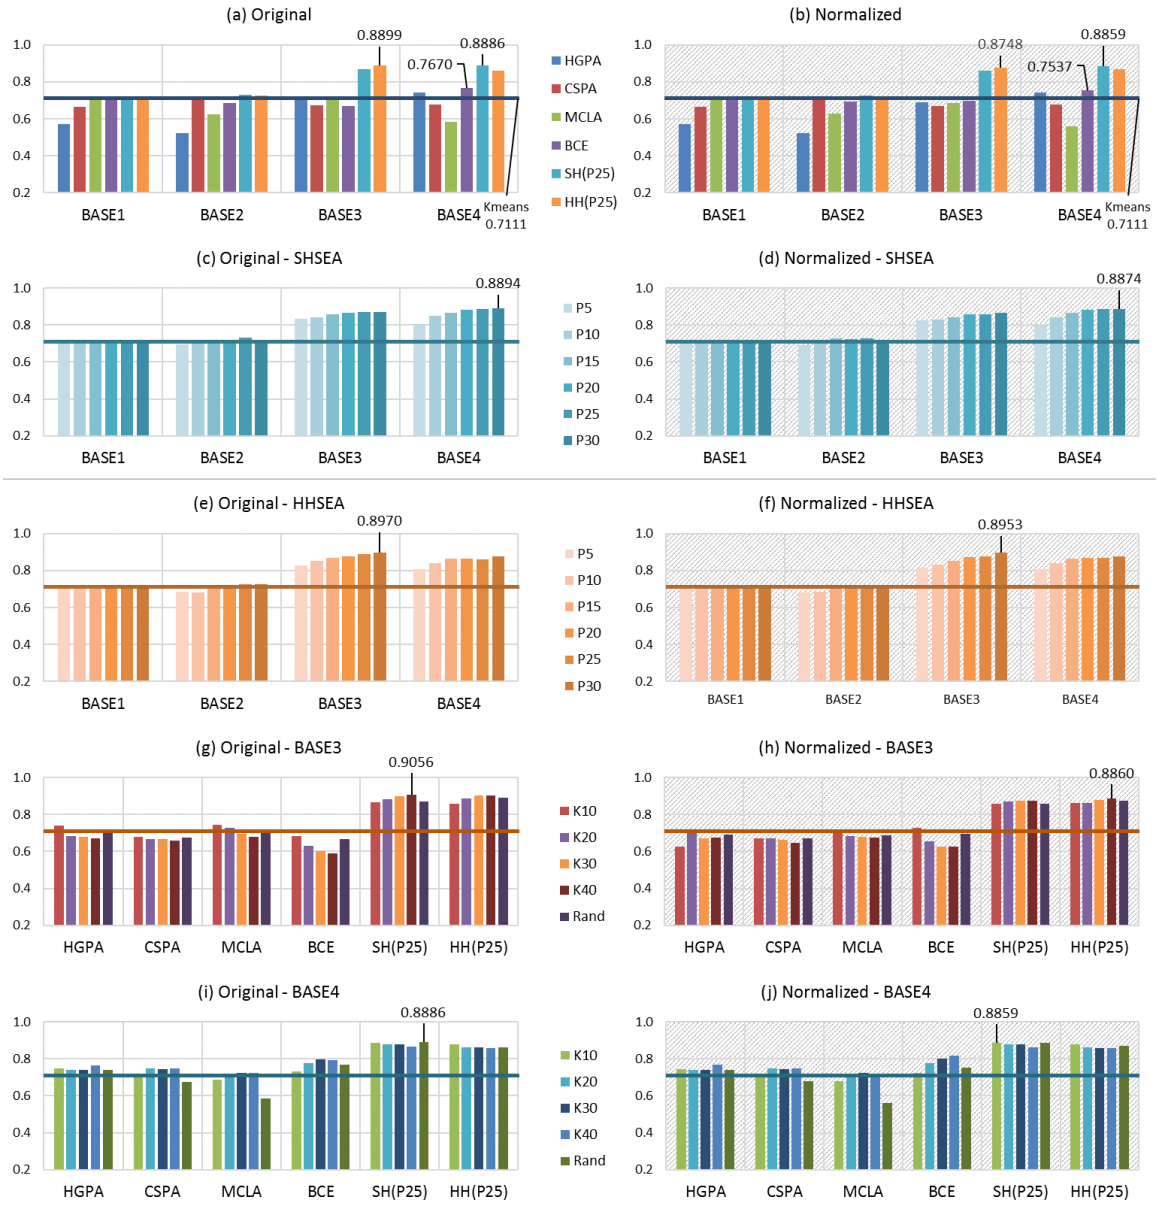 (a) Original
1.0
0.8
0.6
0.4
0.2
0.8899
0.8886
0.7670
BASE1 BASE2 BASE3 BASE4
Kmeans
0.7111
HGPA
CSPA
MCLA
BCE
SH(P25)
HH(P25)
(b) Normalized
1.0
0.8
0.6
0.4
0.2
0.8748
0.8859
0.7537
BASE1 BASE2 BASE3 BASE4
Kmeans
0.7111
(c) Original - SHSEA
1.0
0.8
0.6
0.4
0.2
0.8894
BASE1 BASE2 BASE3 BASE4
P5
P10
P15
P20
P25
P30
(d) Normalized - SHSEA
1.0
0.8
0.6
0.4
0.2
0.8874
BASE1 BASE2 BASE3 BASE4
(e) Original - HHSEA
1.0
0.8
0.6
0.4
0.2
0.8970
BASE1 BASE2 BASE3 BASE4
P5
P10
P15
P20
P25
P30
(f) Normalized - HHSEA
1.0
0.8
0.6
0.4
0.2
0.8953
BASE1 BASE2 BASE3 BASE4
(g) Original - BASE3
1.0
0.8
0.6
0.4
0.2
0.9056
HGPA CSPA MCLA BCE SH(P25) HH(P25)
K10
K20
K30
K40
Rand
(h) Normalized - BASE3
1.0
0.8
0.6
0.4
0.2
0.8860
HGPA CSPA MCLA BCE SH(P25) HH(P25)
(i) Original - BASE4
1.0
0.8
0.6
0.4
0.2
0.8886
HGPA CSPA MCLA BCE SH(P25) HH(P25)
K10
K20
K30
K40
Rand
(j) Normalized - BASE4
1.0
0.8
0.6
0.4
0.2
0.8859
HGPA CSPA MCLA BCE SH(P25) HH(P25)